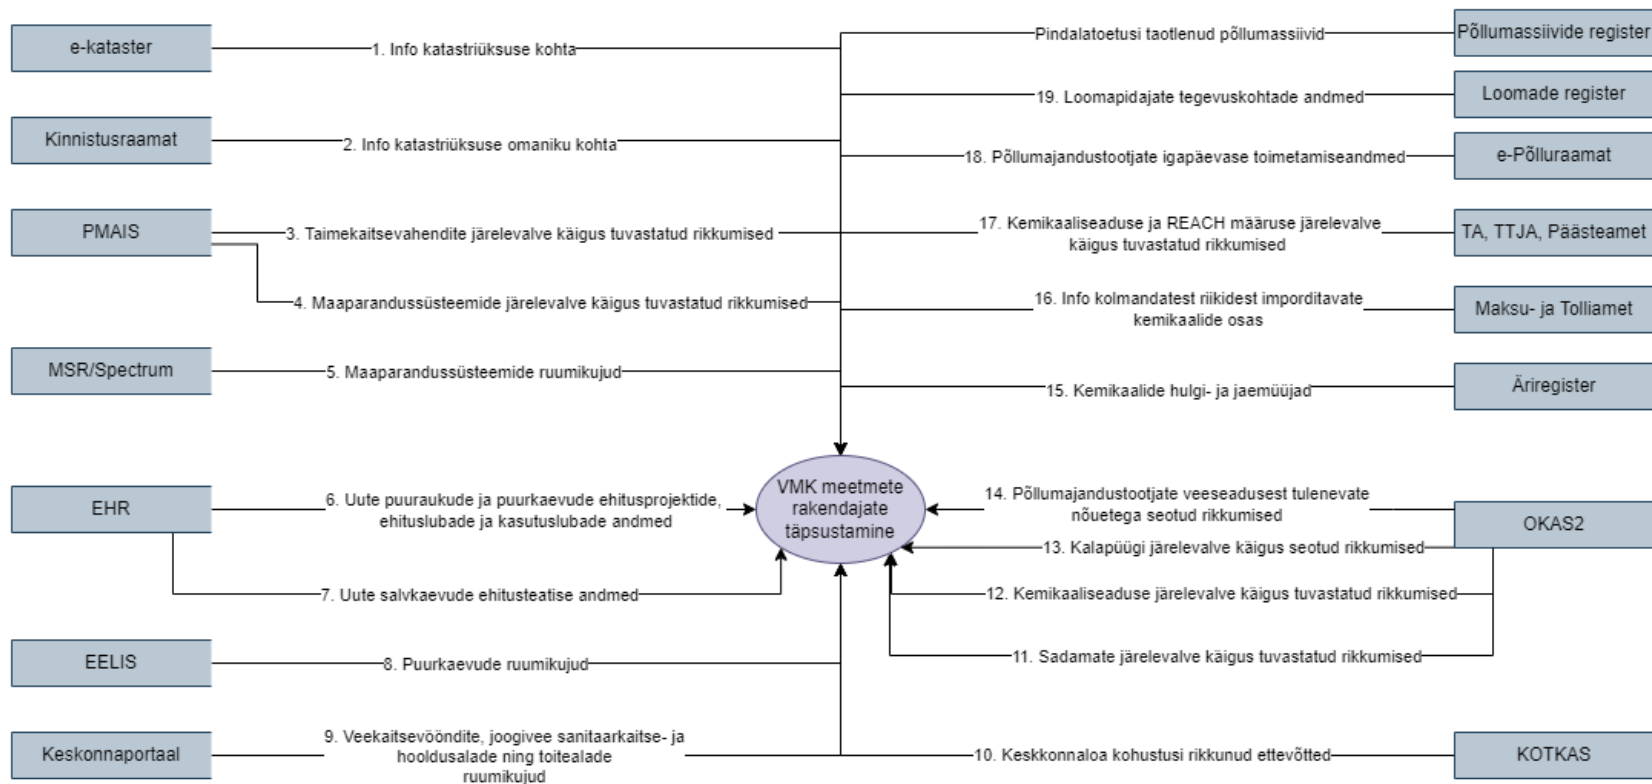 e-kataster
1. Info katastriüksuse kohta
Pindalatoetusi taotlenud põllumassiivid
Põllumassiivide register
19. Loomapidajate tegevuskohtade andmed
Loomade register
Kinnistusraamat
2. Info katastriüksuse omaniku kohta
18. Põllumajandustootjate igapäevase toimetamiseandmed
e-Põlluraamat
PMAIS
3. Taimekaitsevahendite järelevalve käigus tuvastatud rikkumised
17. Kemikaaliseaduse ja REACH määruse järelevalve
käigus tuvastatud rikkumised
TA, TTJA, Päästeamet
4. Maaparandussüsteemide järelevalve käigus tuvastatud rikkumised
16. Info kolmandatest riikidest imporditavate
kemikaalide osas
Maksu- ja Tolliamet
MSR/Spectrum
5. Maaparandussüsteemide ruumikujud
15. Kemikaalide hulgi- ja jaemüüjad
Äriregister
EHR
6. Uute puuraukude ja puurkaevude ehitusprojektide,
ehituslubade ja kasutuslubade andmed
VMK meetmete
rakendajate
täpsustamine
14. Põllumajandustootjate veeseadusest tulenevate
nõuetega seotud rikkumised
OKAS2
13. Kalapüügi järelevalve käigus seotud rikkumised
7. Uute salvkaevude ehitusteatise andmed
12. Kemikaaliseaduse järelevalve käigus tuvastatud rikkumised
EELIS
8. Puurkaevude ruumikujud
11. Sadamate järelevalve käigus tuvastatud rikkumised
Keskonnaportaal
9. Veekaitsevööndite, joogivee sanitaarkaitse- ja
hooldusalade ning toitealade
ruumikujud
10. Keskkonnaloa kohustusi rikkunud ettevõtted
KOTKAS